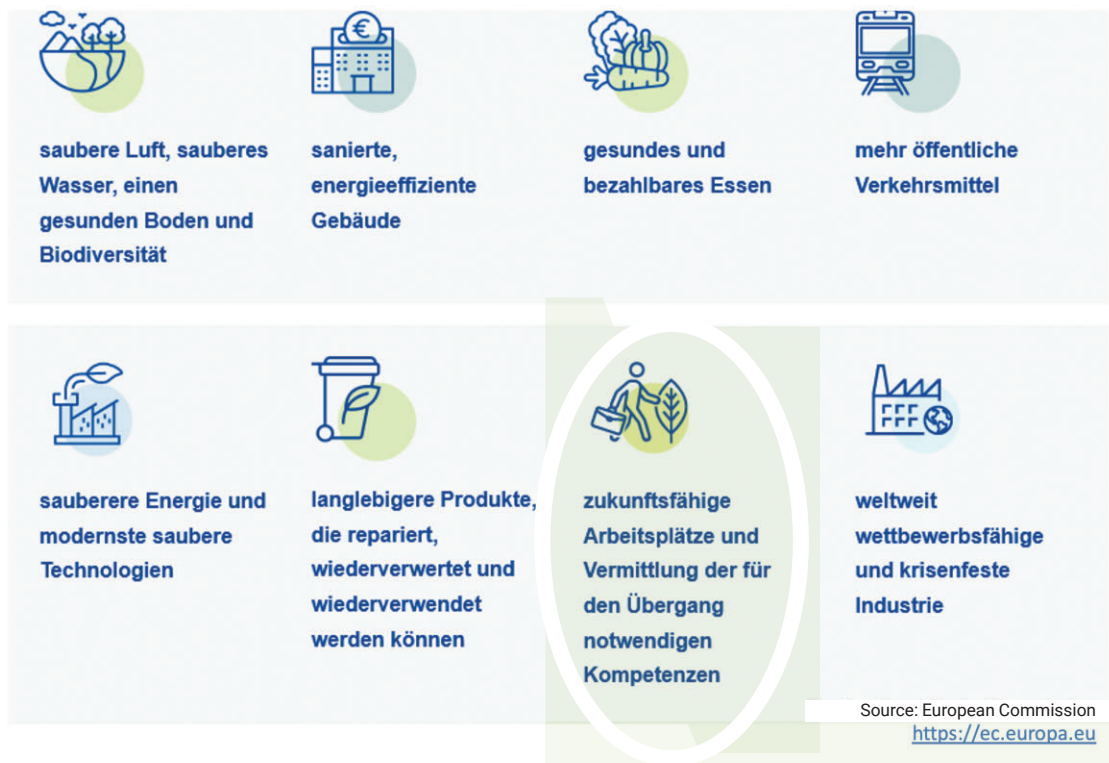 saubere Luft, sauberes
Wasser, einen
gesunden Boden und
Biodiversität
sanierte,
energieeffiziente
Gebäude
gesundes und
bezahlbares Essen
mehr öffentliche
Verkehrsmittel
sauberere Energie und
modernste saubere
Technologien
langlebigere Produkte,
die repariert,
wiederverwertet und
wiederverwendet
werden können
zukunftsfähige
Arbeitsplätze und
Vermittlung der für
den Übergang
notwendigen
Kompetenzen
weltweit
wettbewerbsfähige
und krisenfeste
Industrie
Source: European Commission
https://ec.europa.eu